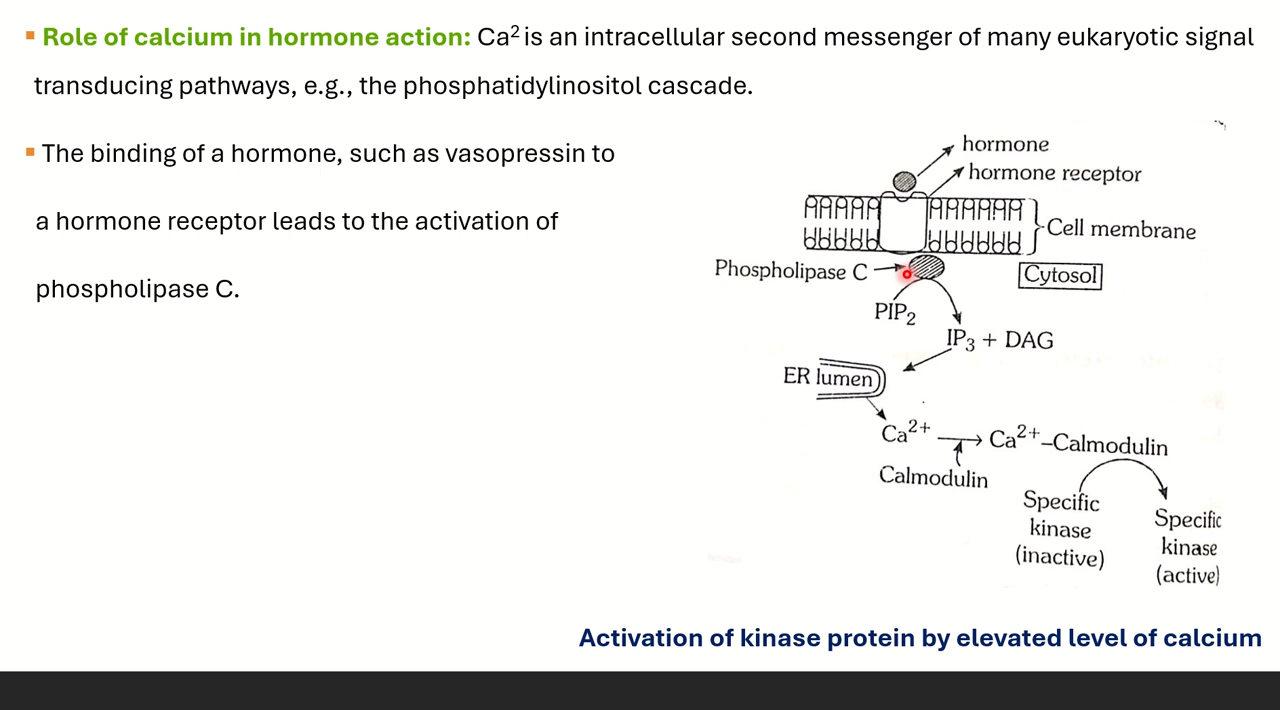 ▪ Role of calcium in hormone action: Ca² is an intracellular second messenger of many eukaryotic signal
transducing pathways, e.g., the phosphatidylinositol cascade.
▪ The binding of a hormone, such as vasopressin to
a hormone receptor leads to the activation of
phospholipase C.
hormone
hormone receptor
Cell membrane
Phospholipase C
Cytosol
PIP₂
IP₃ + DAG
ER lumen
Ca²⁺
Ca²⁺–Calmodulin
Calmodulin
Specific
kinase
(inactive)
Specific
kinase
(active)
Activation of kinase protein by elevated level of calcium